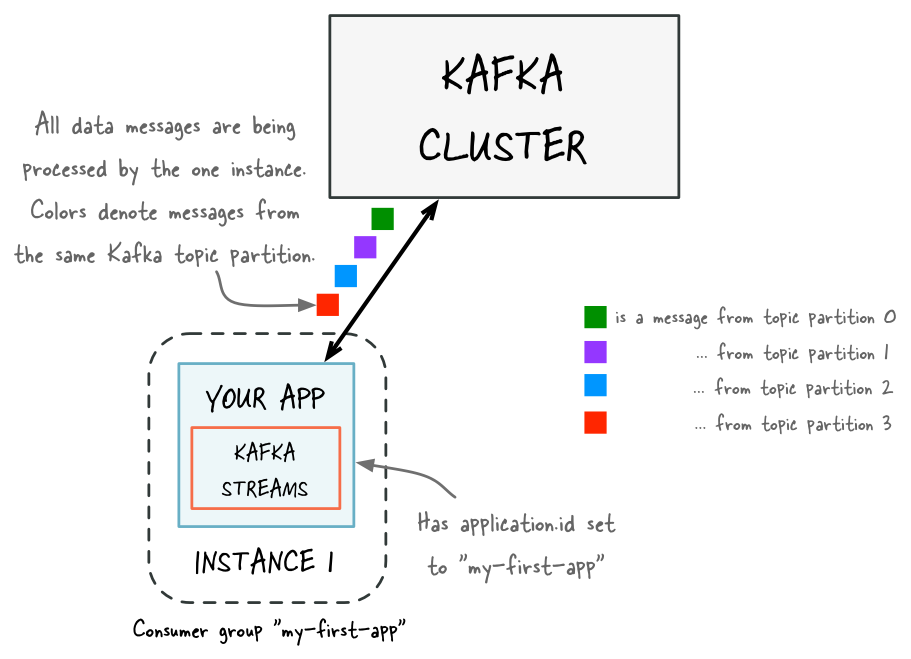 KAFKA
CLUSTER
All data messages are being
processed by the one instance.
Colors denote messages from
the same Kafka topic partition.
is a message from topic partition 0
... from topic partition 1
... from topic partition 2
... from topic partition 3
YOUR APP
KAFKA
STREAMS
INSTANCE 1
Has application.id set
to "my-first-app"
Consumer group "my-first-app"